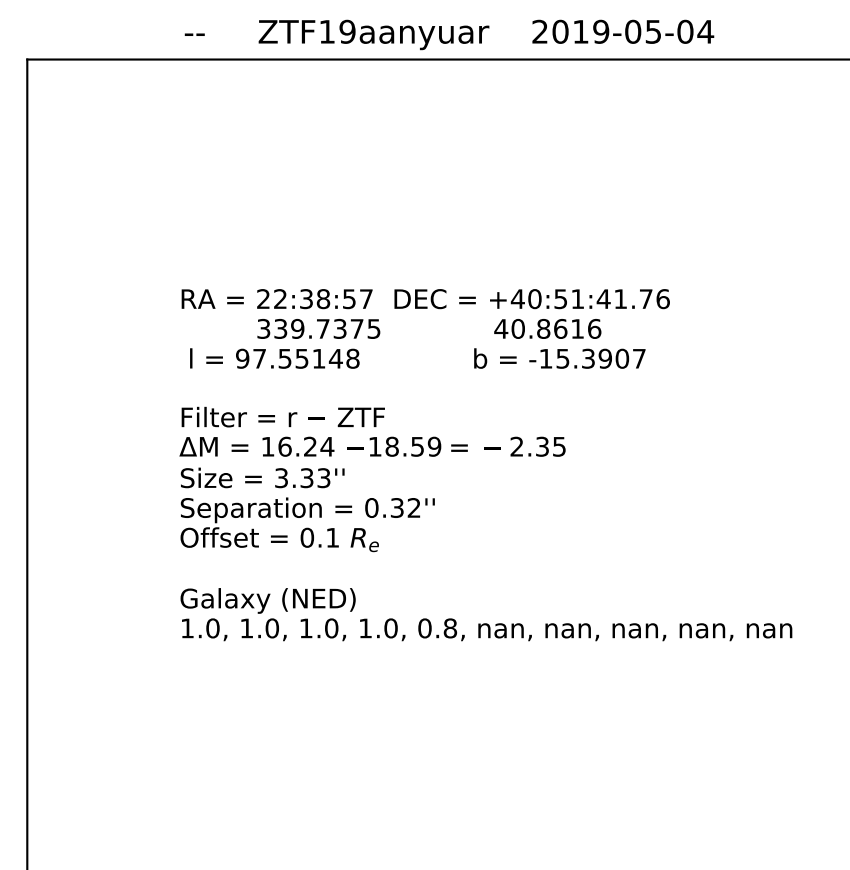 -- ZTF19aanyuar 2019-05-04
RA = 22:38:57 DEC = +40:51:41.76
339.7375 40.8616
l = 97.55148 b = -15.3907
Filter = r − ZTF
ΔM = 16.24 −18.59 = − 2.35
Size = 3.33''
Separation = 0.32''
Offset = 0.1 Re
Galaxy (NED)
1.0, 1.0, 1.0, 1.0, 0.8, nan, nan, nan, nan, nan